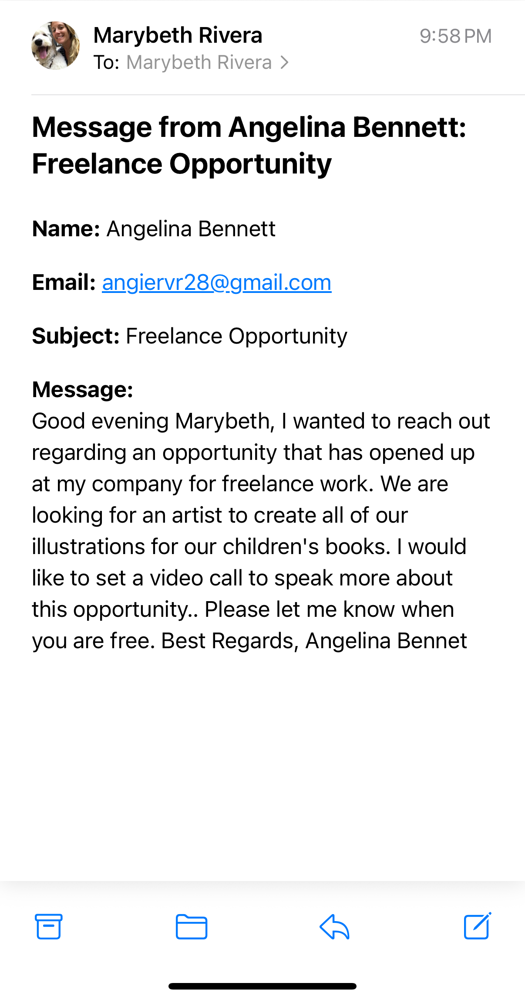 Marybeth Rivera
9:58 PM
To: Marybeth Rivera >
Message from Angelina Bennett:
Freelance Opportunity
Name: Angelina Bennett
Email: angiervr28@gmail.com
Subject: Freelance Opportunity
Message:
Good evening Marybeth, I wanted to reach out
regarding an opportunity that has opened up
at my company for freelance work. We are
looking for an artist to create all of our
illustrations for our children's books. I would
like to set a video call to speak more about
this opportunity.. Please let me know when
you are free. Best Regards, Angelina Bennet